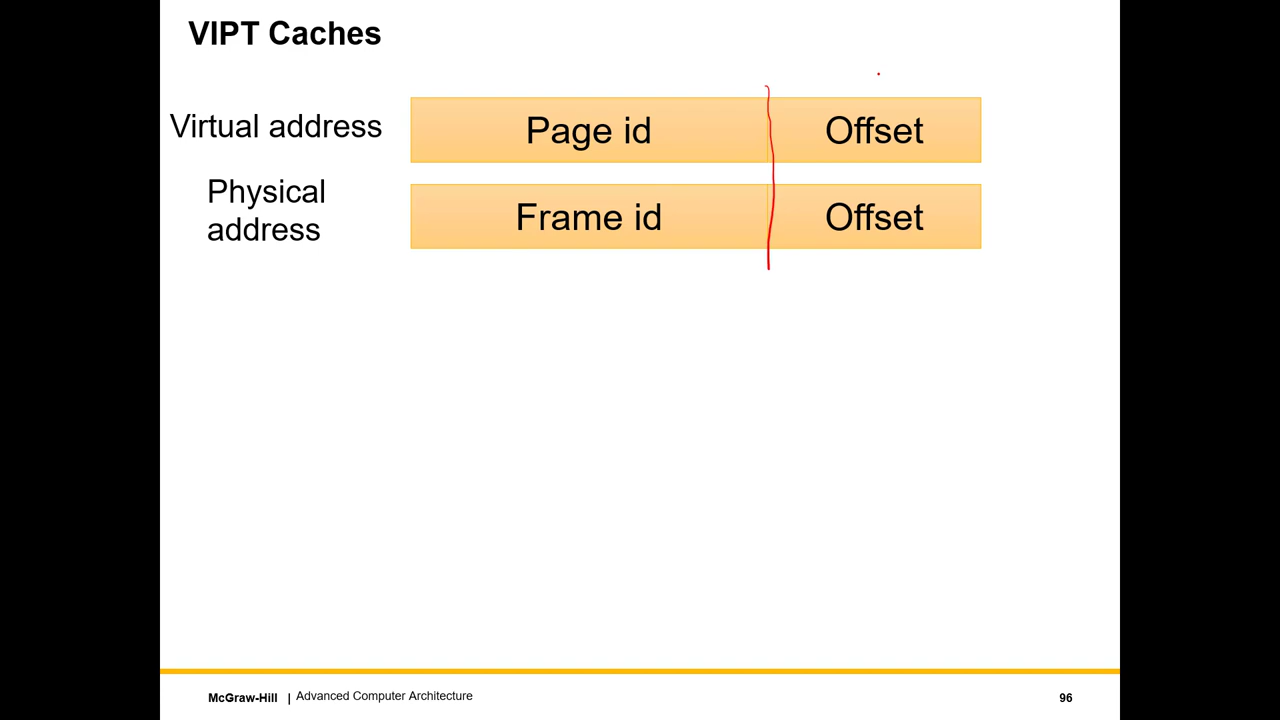 VIPT Caches
Virtual address
Page id
Offset
Physical
address
Frame id
Offset
McGraw-Hill | Advanced Computer Architecture
96